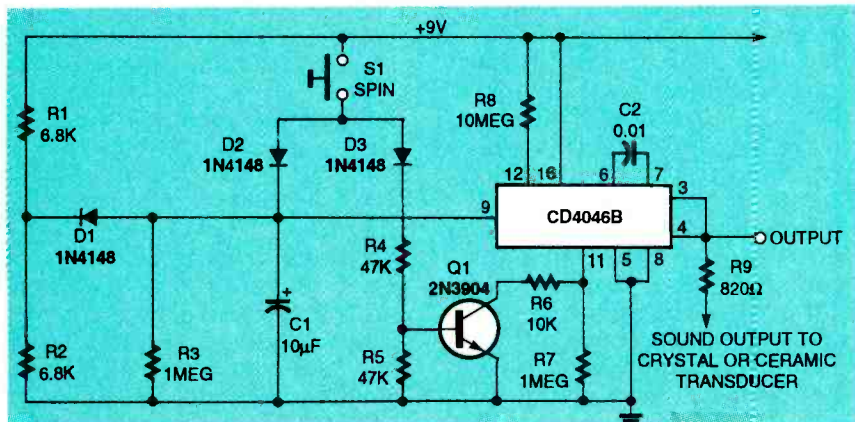 +9V
S1
SPIN
R1
6.8K
D2
1N4148
D3
1N4148
R8
10MEG
C2
0.01
12
16
6
7
3
9
CD4046B
4
OUTPUT
D1
1N4148
R4
47K
Q1
2N3904
11
5
8
R9
820Ω
R6
10K
C1
+
10µF
R2
6.8K
R3
1MEG
R5
47K
R7
1MEG
SOUND OUTPUT TO
CRYSTAL OR CERAMIC
TRANSDUCER